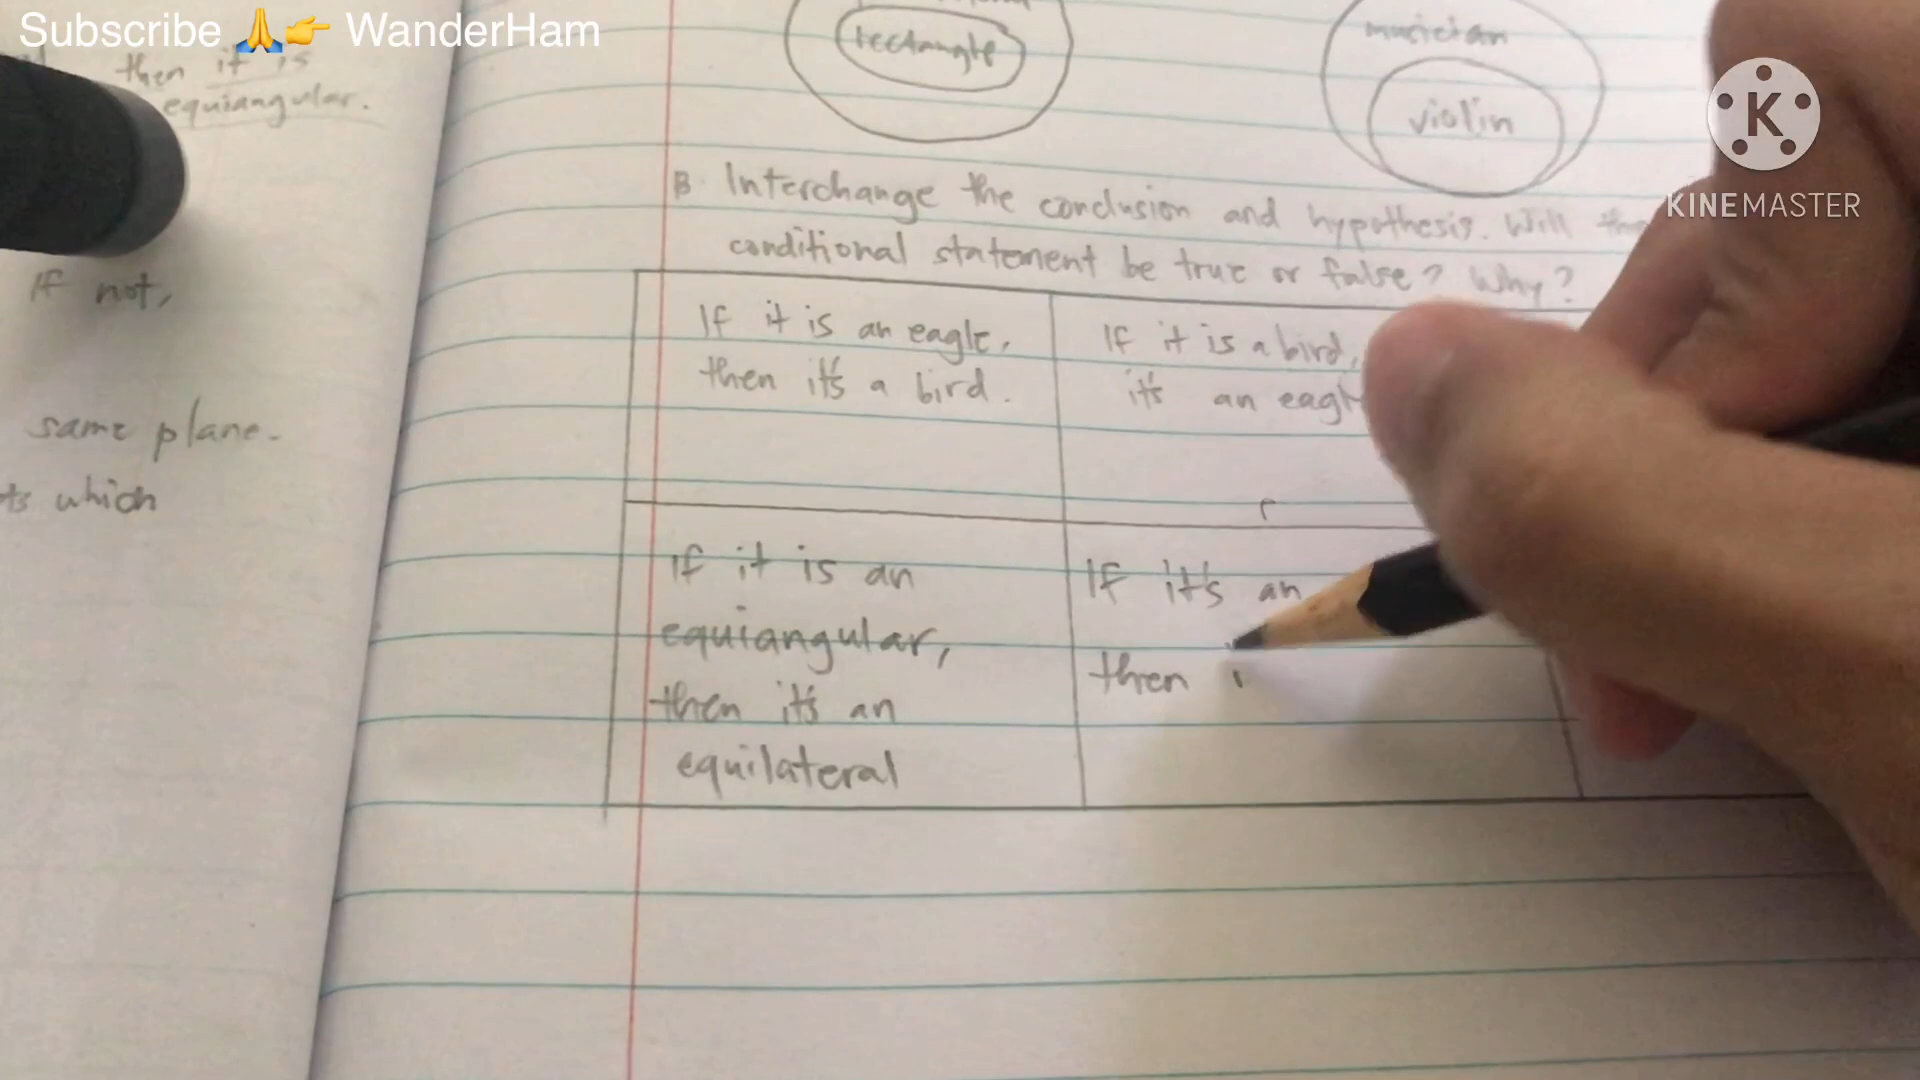 Subscribe 🙏👉 WanderHam
then it is
equiangular.
If not,
same plane.
which
rectangle
musician
violin
K
KINEMASTER
B. Interchange the conclusion and hypothesis. Will
conditional statement be true or false? Why?
If it is an eagle,
then it's a bird.
If it is a bird,
it's an eagl
If it is an
equiangular,
then it's an
equilateral
If it's an
then i